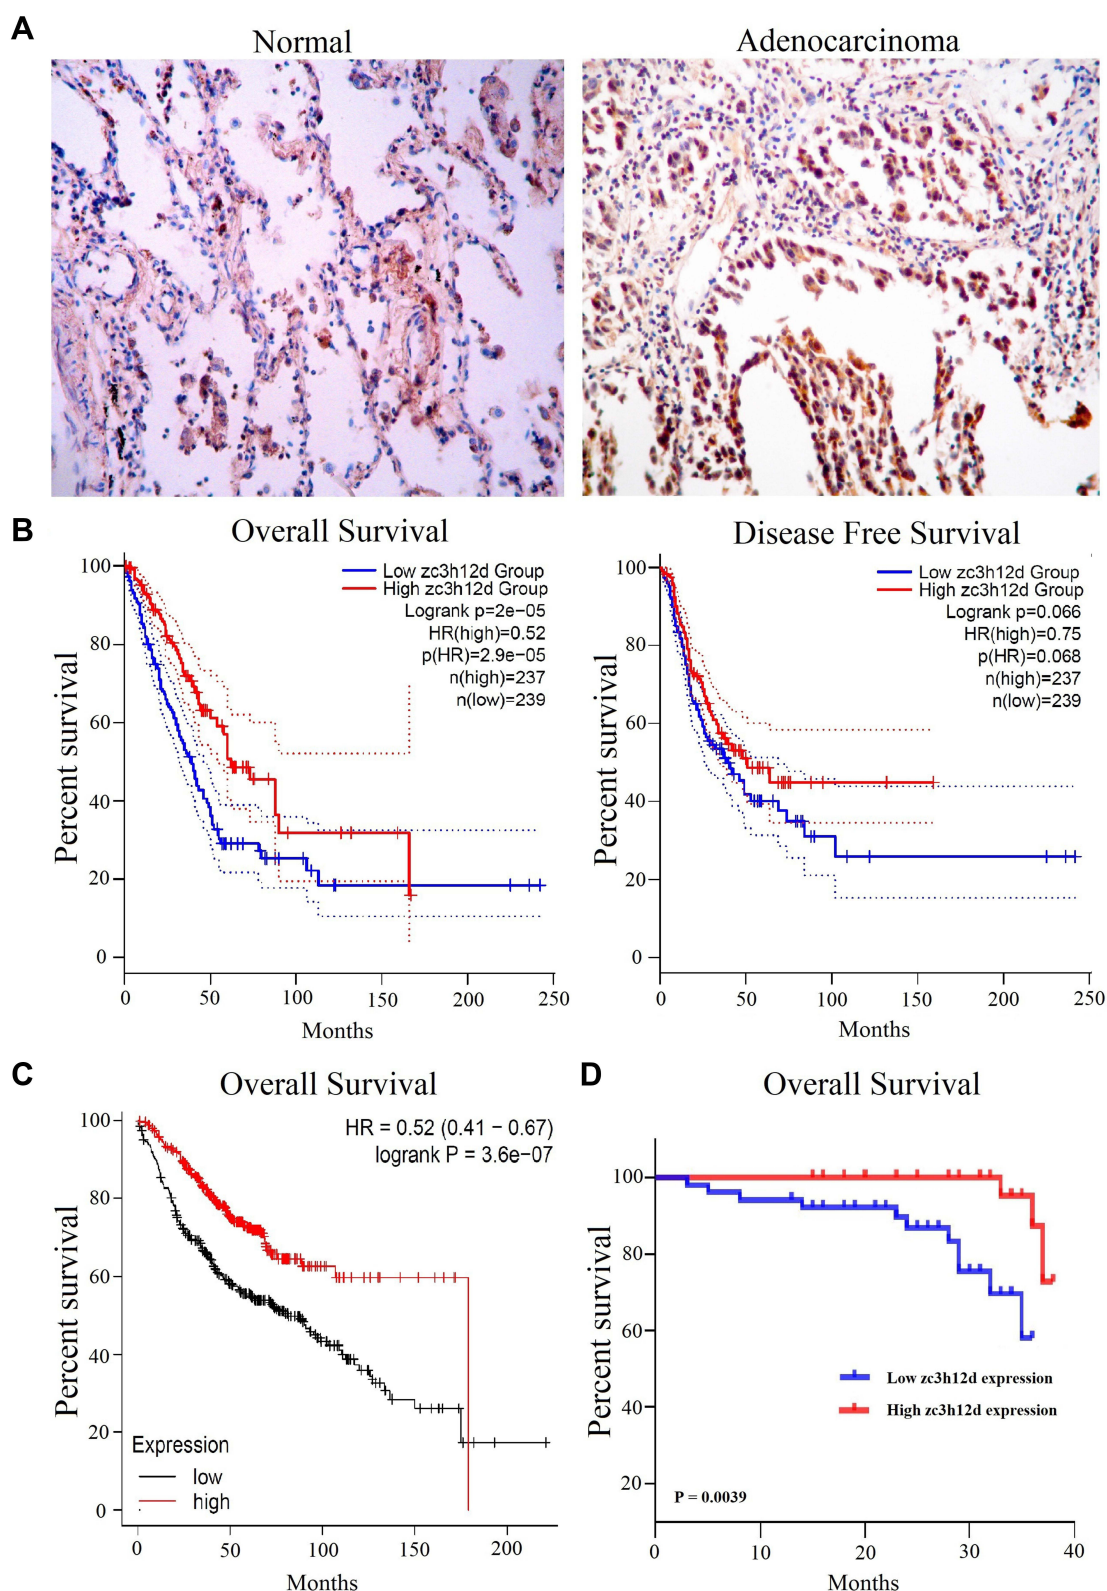 A
Normal
Adenocarcinoma
B
Overall Survival
Low zc3h12d Group
High zc3h12d Group
Logrank p=2e−05
HR(high)=0.52
p(HR)=2.9e−05
n(high)=237
n(low)=239
Percent survival
100
80
60
40
20
0
0 50 100 150 200 250
Months
Disease Free Survival
Low zc3h12d Group
High zc3h12d Group
Logrank p=0.066
HR(high)=0.75
p(HR)=0.068
n(high)=237
n(low)=239
Percent survival
100
80
60
40
20
0
0 50 100 150 200 250
Months
C
Overall Survival
HR = 0.52 (0.41 − 0.67)
logrank P = 3.6e−07
Percent survival
100
80
60
40
20
0
Expression
low
high
0 50 100 150 200
Months
D
Overall Survival
Percent survival
100
80
60
40
20
Low zc3h12d expression
High zc3h12d expression
P = 0.0039
0 10 20 30 40
Months